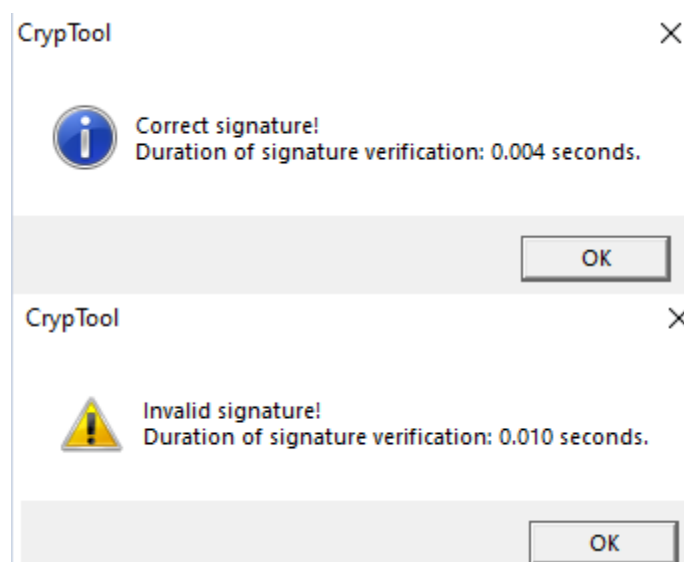 CrypTool
Correct signature!
Duration of signature verification: 0.004 seconds.
OK
CrypTool
Invalid signature!
Duration of signature verification: 0.010 seconds.
OK